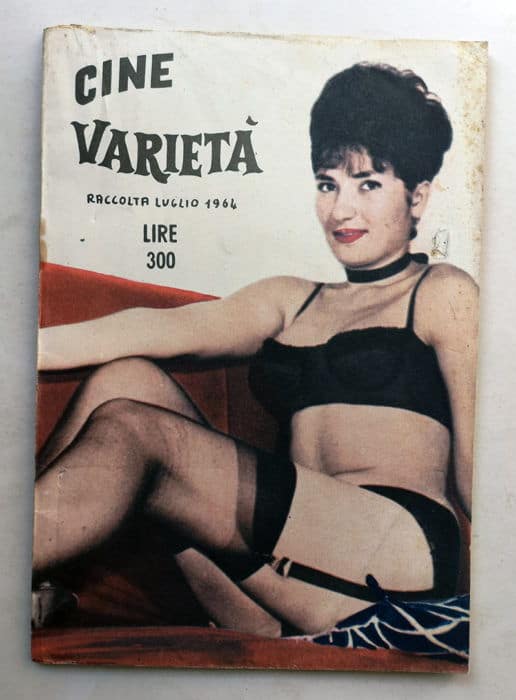 CINE
VARIETÀ
RACCOLTA LUGLIO 1964
LIRE
300